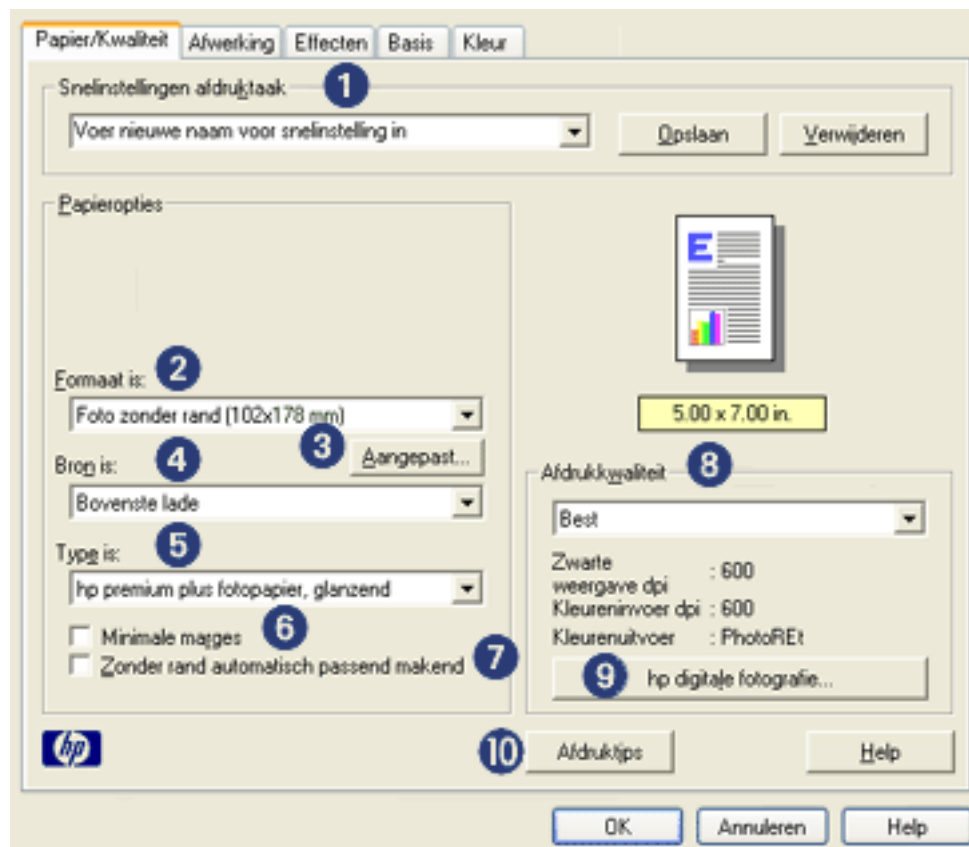 Papier/Kwaliteit Afwerking Effecten Basis Kleur
Snelinstellingen afdruktaak 1
Voer nieuwe naam voor snelinstelling in Opslaan Verwijderen
Papieropties
E
Formaat is: 2
Foto zonder rand (102x178 mm)
5.00 x 7.00 in.
3 Aangepast...
Bron is: 4
Bovenste lade
Afdrukkwaliteit 8
Best
Type is: 5
hp premium plus fotopapier, glanzend
Zwarte
weergave dpi : 600
Kleureninvoer dpi : 600
Kleurenuitvoer : PhotoREt
Minimale marges 6
Zonder rand automatisch passend makend 7
9 hp digitale fotografie...
hp
10 Afdruktips Help
OK Annuleren Help